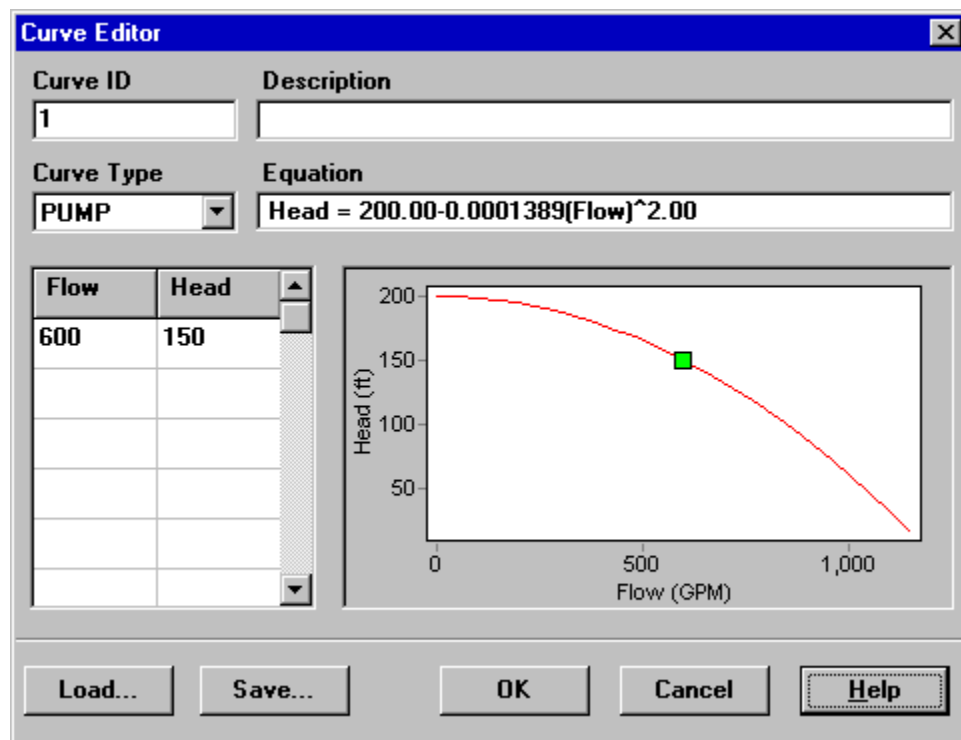 Curve Editor
Curve ID
Description
1
Curve Type
Equation
PUMP
Head = 200.00-0.0001389(Flow)^2.00
Flow Head
600 150
200
150
100
50
Head (ft)
0 500 1,000
Flow (GPM)
Load... Save... OK Cancel Help